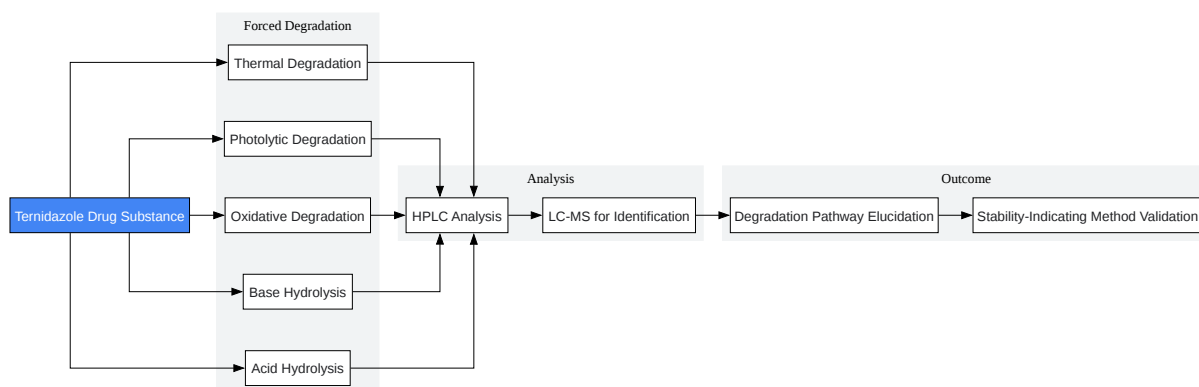 Forced Degradation
Thermal Degradation
Photolytic Degradation
Analysis
Outcome
Ternidazole Drug Substance
Oxidative Degradation
HPLC Analysis
LC-MS for Identification
Degradation Pathway Elucidation
Stability-Indicating Method Validation
Base Hydrolysis
Acid Hydrolysis